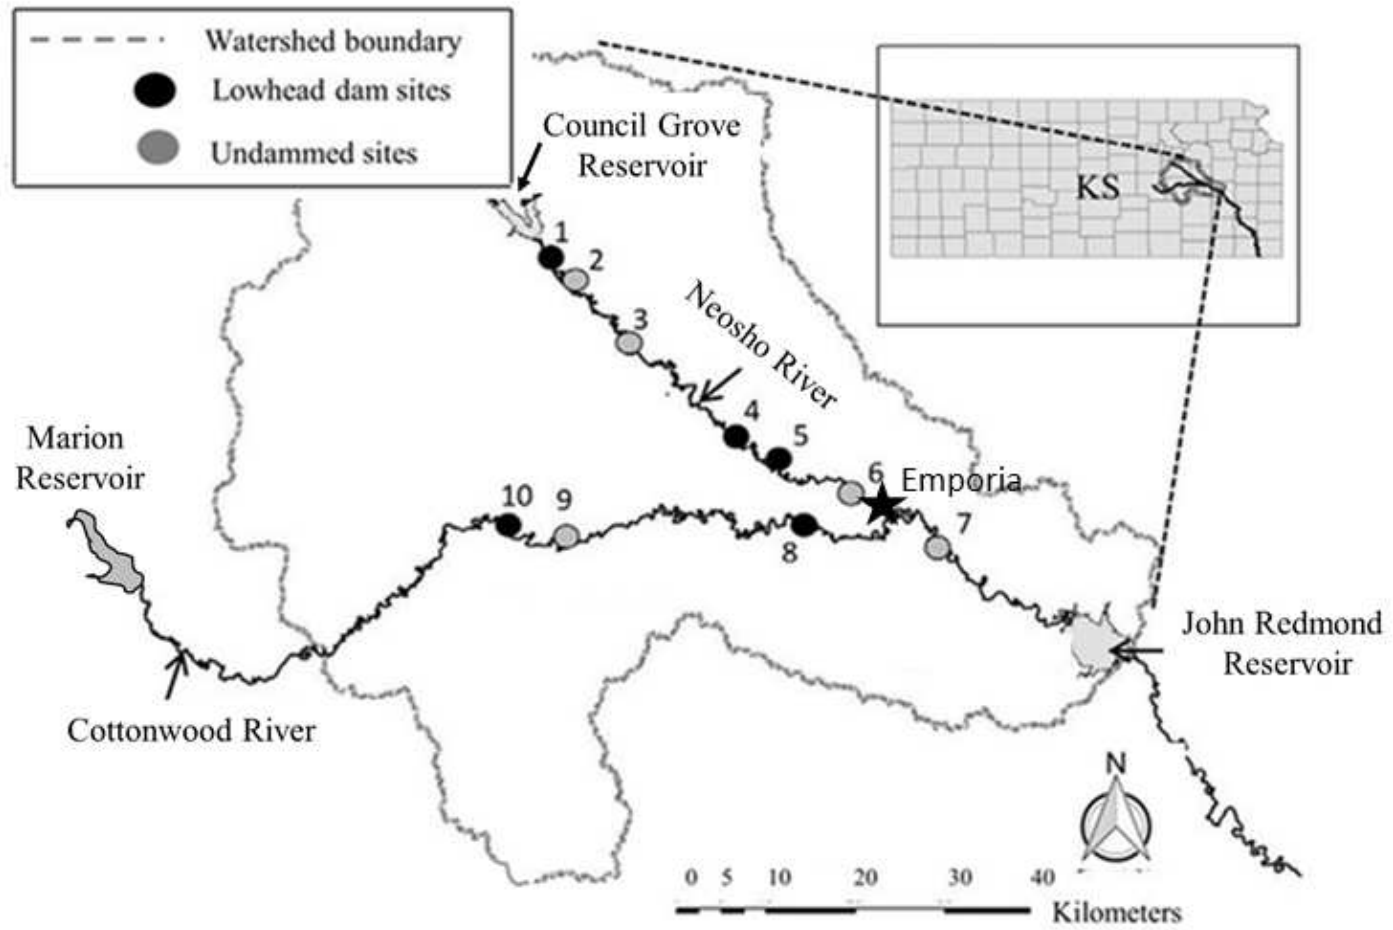 Watershed boundary
Lowhead dam sites
Undammed sites
Council Grove
Reservoir
KS
1
2
3
Neosho River
4
5
6
Emporia
7
Marion
Reservoir
10
9
8
John Redmond
Reservoir
Cottonwood River
N
0 5 10 20 30 40
Kilometers